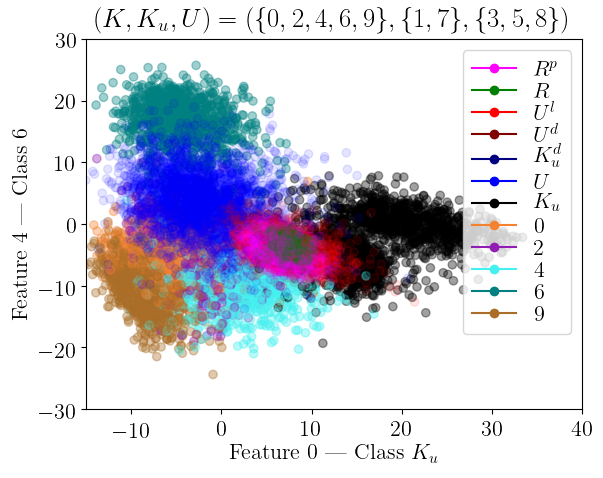 (K, K_u, U) = ({0, 2, 4, 6, 9}, {1, 7}, {3, 5, 8})
30
20
10
0
−10
−20
−30
Feature 4 — Class 6
R^p
R
U^l
U^d
K_u^d
U
K_u
0
2
4
6
9
−10 0 10 20 30 40
Feature 0 — Class K_u